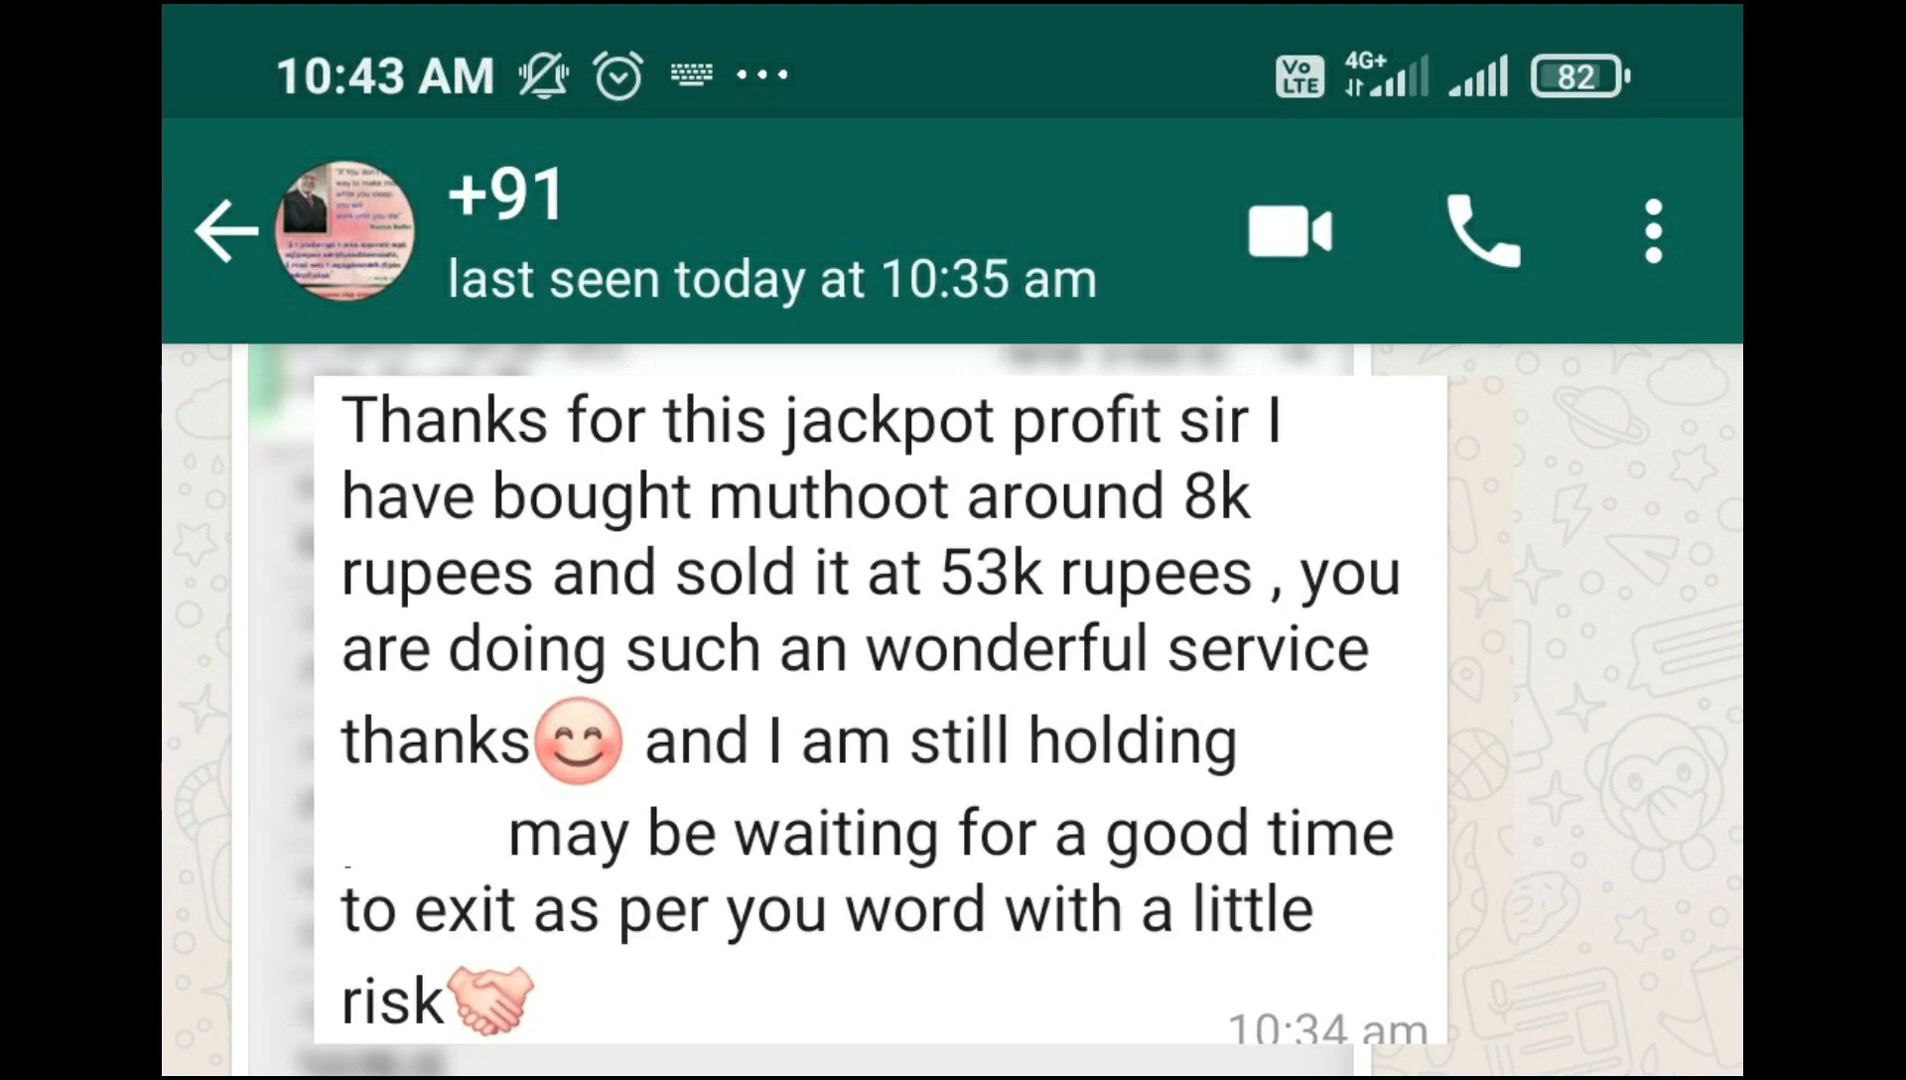 10:43 AM
Vo LTE 4G+ 82
+91
last seen today at 10:35 am
Thanks for this jackpot profit sir I
have bought muthoot around 8k
rupees and sold it at 53k rupees , you
are doing such an wonderful service
thanks😊 and I am still holding
may be waiting for a good time
to exit as per you word with a little
risk🤝
10:34 am